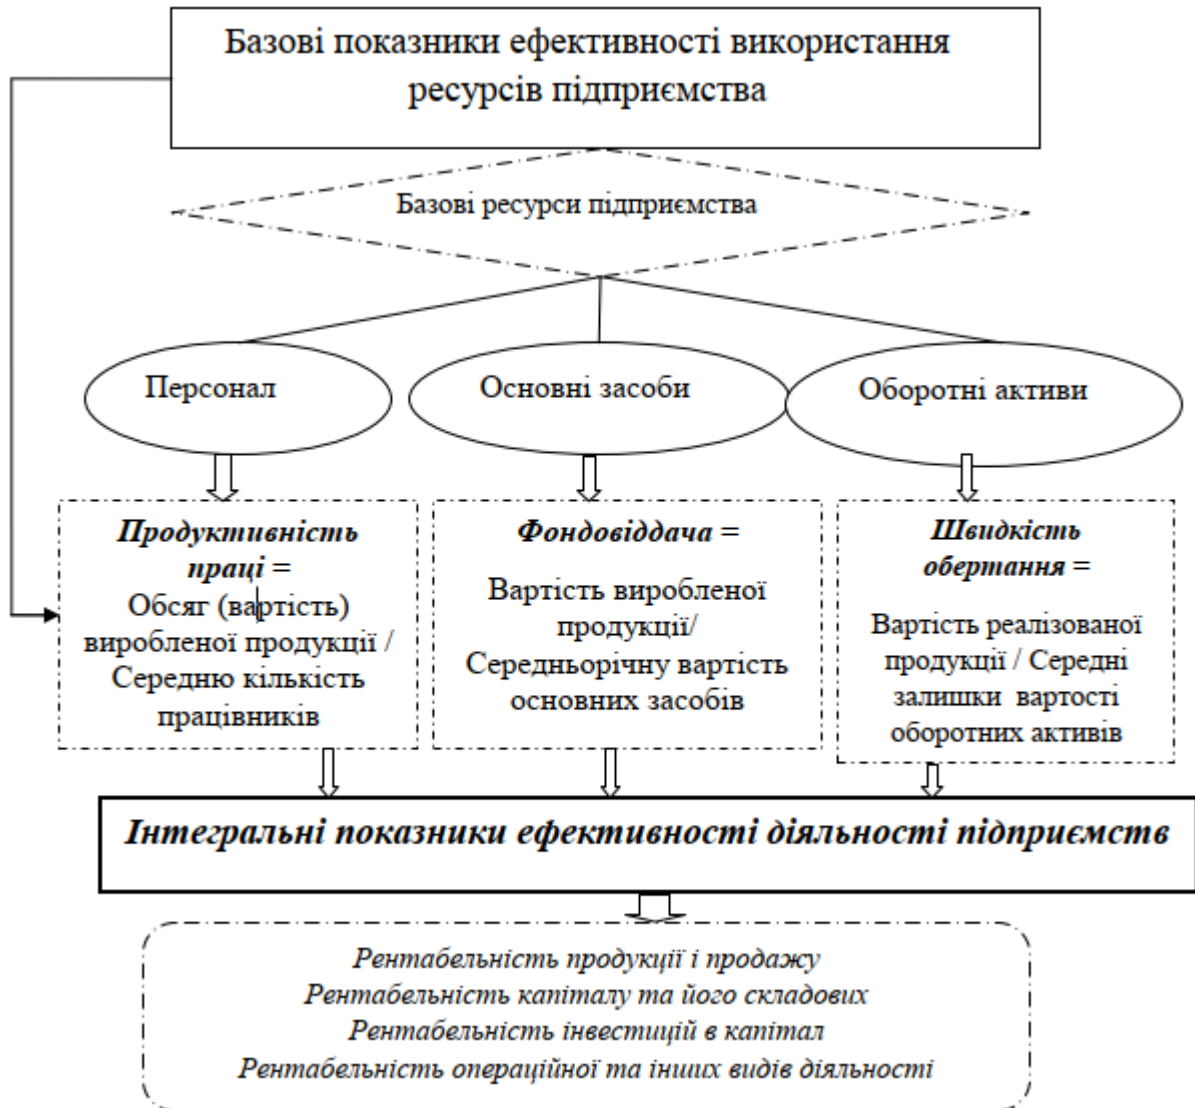 Базові показники ефективності використання
ресурсів підприємства
Базові ресурси підприємства
Персонал
Основні засоби
Оборотні активи
Продуктивність
праці =
Обсяг (вартість)
виробленої продукції /
Середню кількість
працівників
Фондовіддача =
Вартість виробленої
продукції/
Середньорічну вартість
основних засобів
Швидкість
обертання =
Вартість реалізованої
продукції / Середні
залишки вартості
оборотних активів
Інтегральні показники ефективності діяльності підприємств
Рентабельність продукції і продажу
Рентабельність капіталу та його складових
Рентабельність інвестицій в капітал
Рентабельність операційної та інших видів діяльності